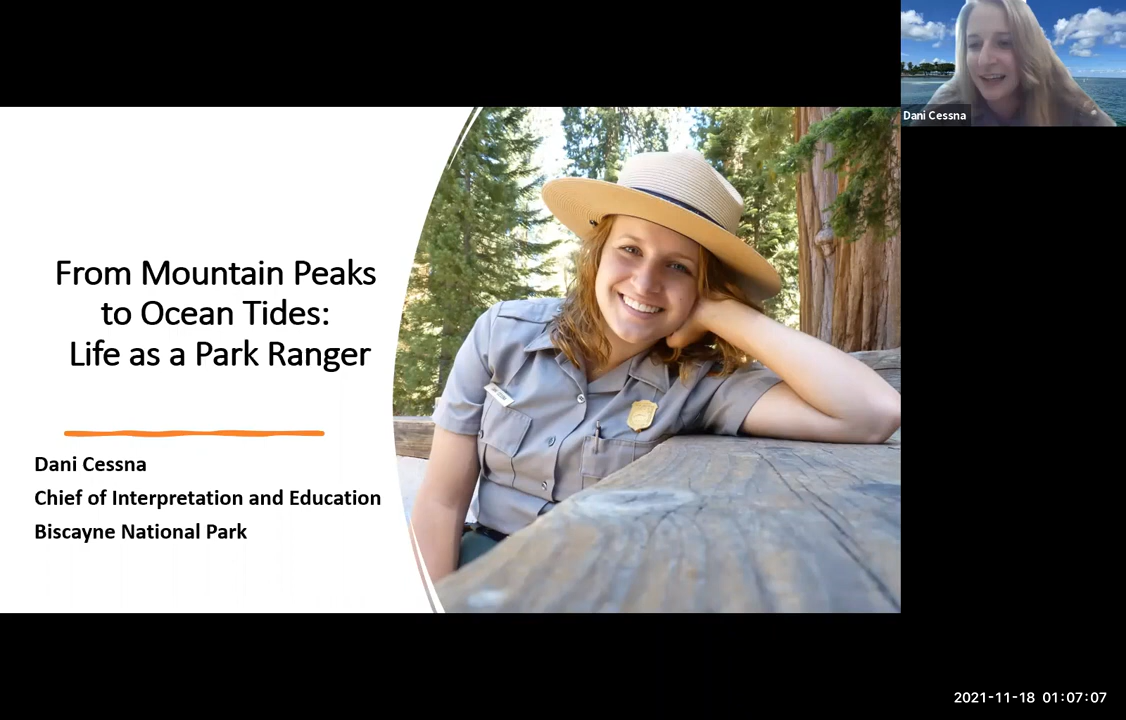 Dani Cessna
From Mountain Peaks
to Ocean Tides:
Life as a Park Ranger
Dani Cessna
Chief of Interpretation and Education
Biscayne National Park
2021-11-18 01:07:07